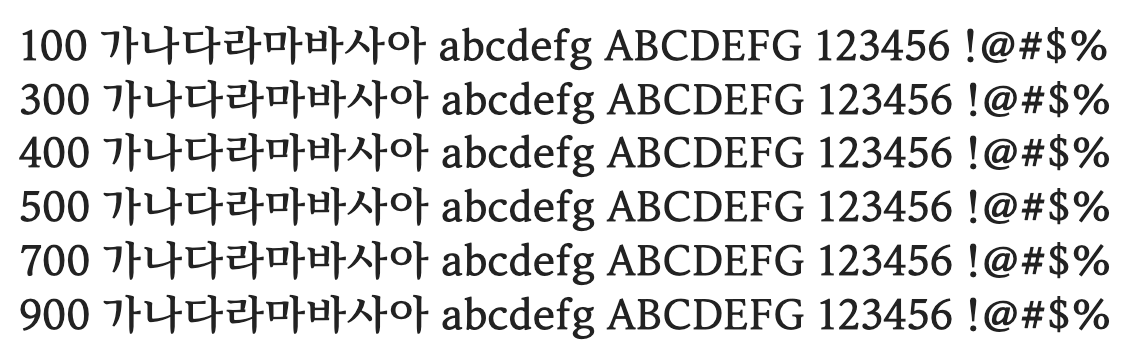 100 가나다라마바사아 abcdefg ABCDEFG 123456 !@#$%
300 가나다라마바사아 abcdefg ABCDEFG 123456 !@#$%
400 가나다라마바사아 abcdefg ABCDEFG 123456 !@#$%
500 가나다라마바사아 abcdefg ABCDEFG 123456 !@#$%
700 가나다라마바사아 abcdefg ABCDEFG 123456 !@#$%
900 가나다라마바사아 abcdefg ABCDEFG 123456 !@#$%